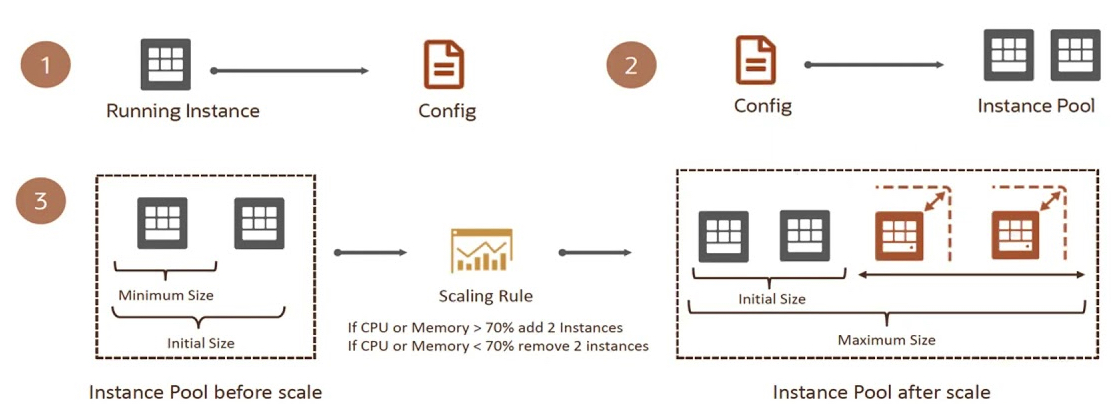 1
Running Instance
Config
2
Config
Instance Pool
3
Minimum Size
Initial Size
Scaling Rule
If CPU or Memory > 70% add 2 Instances
If CPU or Memory < 70% remove 2 instances
Initial Size
Maximum Size
Instance Pool before scale
Instance Pool after scale